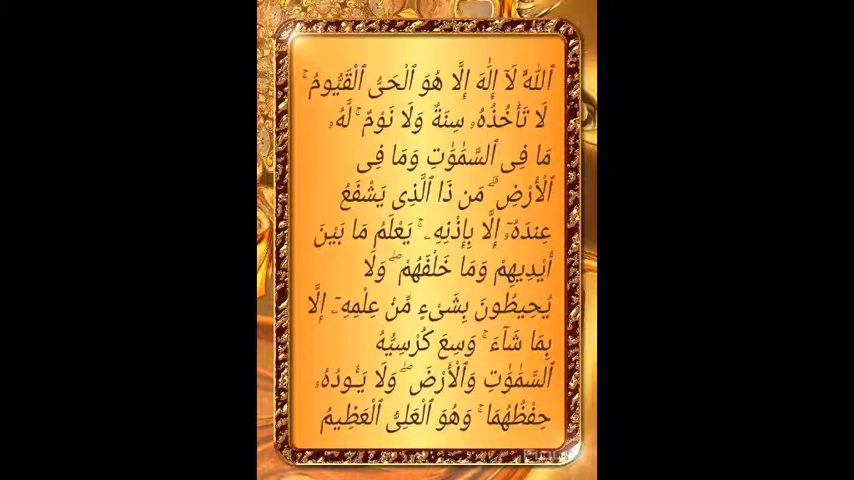 ٱللَّهُ لَآ إِلَٰهَ إِلَّا هُوَ ٱلْحَىُّ ٱلْقَيُّومُ ۚ
لَا تَأْخُذُهُۥ سِنَةٌ وَلَا نَوْمٌ ۚ لَّهُۥ
مَا فِى ٱلسَّمَٰوَٰتِ وَمَا فِى
ٱلْأَرْضِ ۗ مَن ذَا ٱلَّذِى يَشْفَعُ
عِندَهُۥٓ إِلَّا بِإِذْنِهِۦ ۚ يَعْلَمُ مَا بَيْنَ
أَيْدِيهِمْ وَمَا خَلْفَهُمْ ۖ وَلَا
يُحِيطُونَ بِشَىْءٍ مِّنْ عِلْمِهِۦٓ إِلَّا
بِمَا شَآءَ ۚ وَسِعَ كُرْسِيُّهُ
ٱلسَّمَٰوَٰتِ وَٱلْأَرْضَ ۖ وَلَا يَـُٔودُهُۥ
حِفْظُهُمَا ۚ وَهُوَ ٱلْعَلِىُّ ٱلْعَظِيمُ